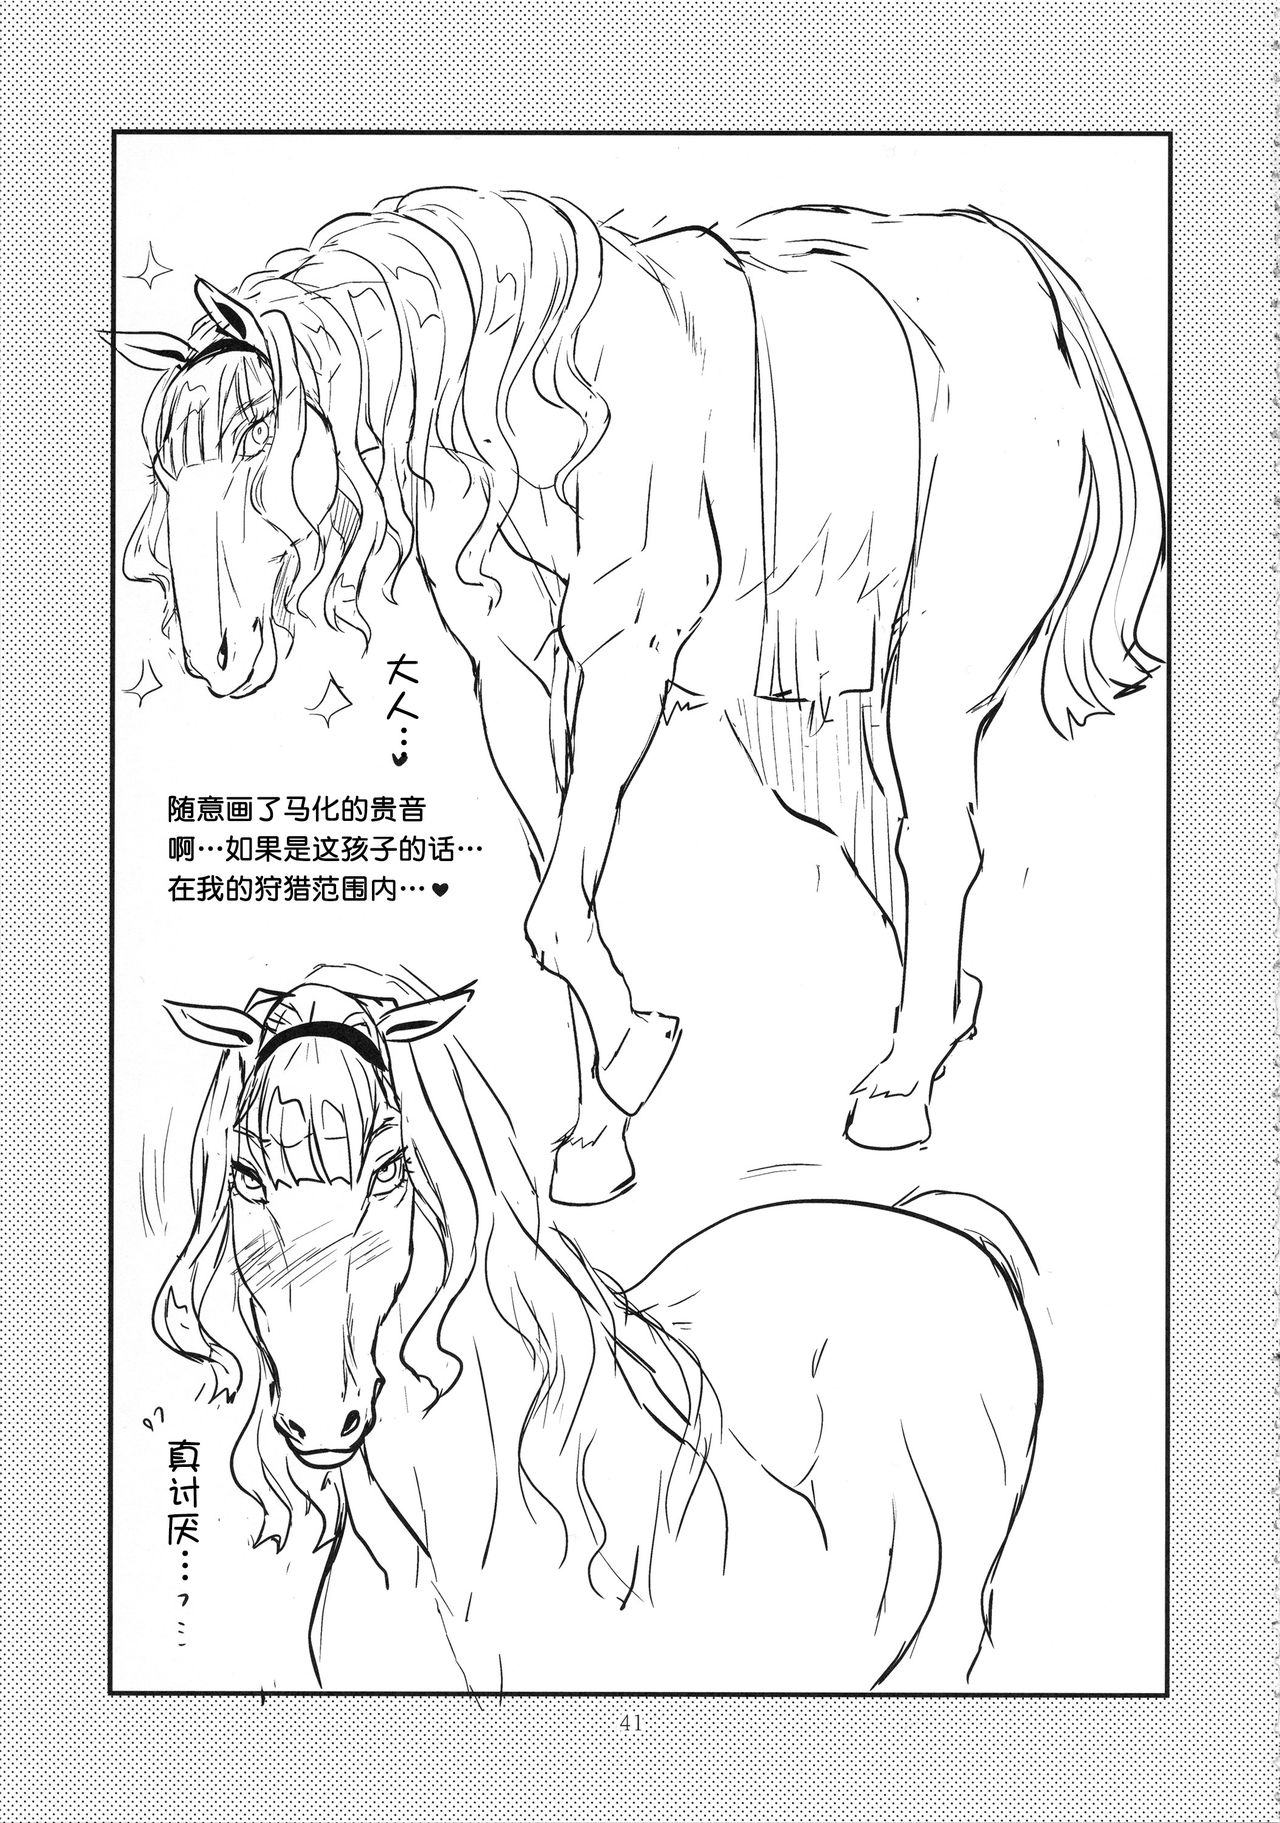 大人…♥
随意画了马化的贵音
啊…如果是这孩子的话…
在我的狩猎范围内…♥
真讨厌…
41